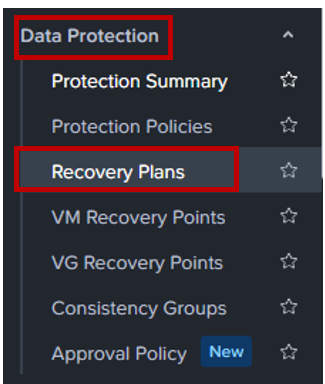 Data Protection
Protection Summary
Protection Policies
Recovery Plans
VM Recovery Points
VG Recovery Points
Consistency Groups
Approval Policy New